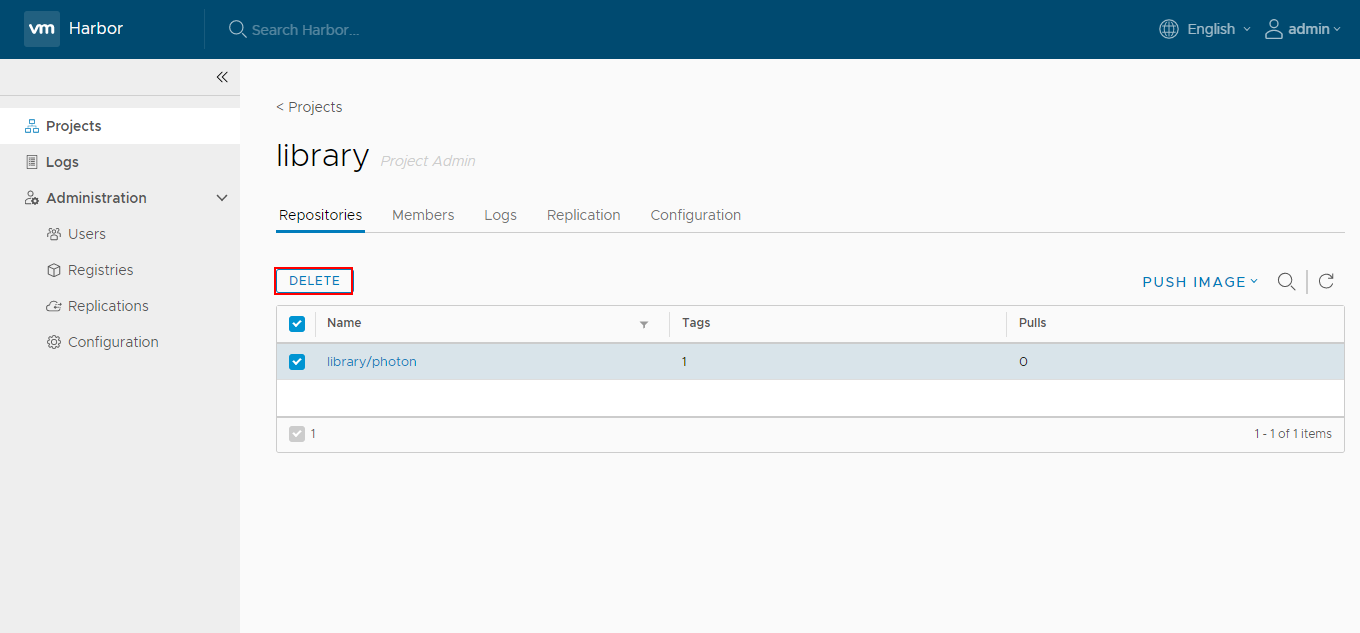 vm Harbor Search Harbor... English admin
Projects
Logs
Administration
Users
Registries
Replications
Configuration
< Projects
library Project Admin
Repositories Members Logs Replication Configuration
DELETE PUSH IMAGE
Name Tags Pulls
library/photon 1 0
1 1 - 1 of 1 items